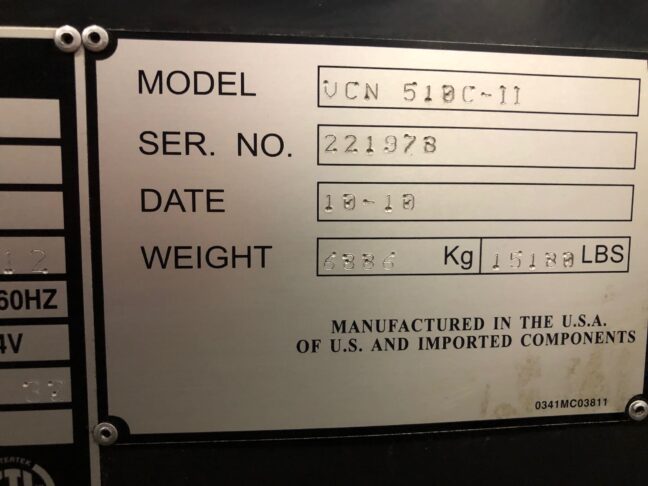 MODEL VCN 510C-II
SER. NO. 221978
DATE 10-10
WEIGHT 6886 Kg 15180 LBS
MANUFACTURED IN THE U.S.A.
OF U.S. AND IMPORTED COMPONENTS
0341MC03811
12
60HZ
4V